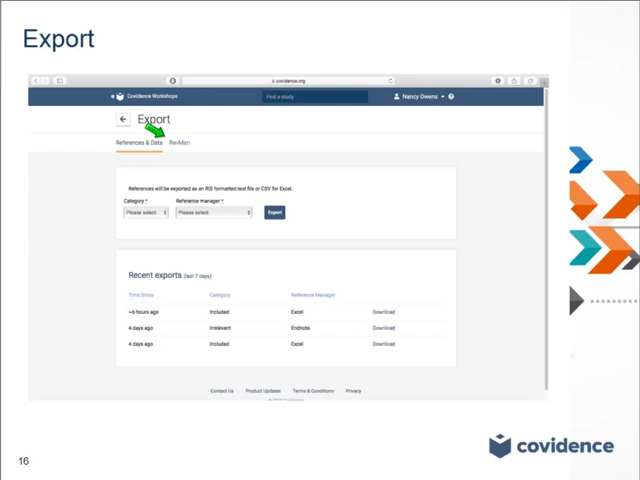 Export
covidence.org
Covidence Workshops
Find a study
Nancy Owens
Export
References & Data RevMan
References will be exported as an RIS formatted text file or CSV for Excel.
Category * Reference manager *
Please select Please select Export
Recent exports (last 7 days)
Time Since Category Reference Manager
~6 hours ago Included Excel Download
4 days ago Irrelevant Endnote Download
4 days ago Included Excel Download
Contact Us Product Updates Terms & Conditions Privacy
covidence
16